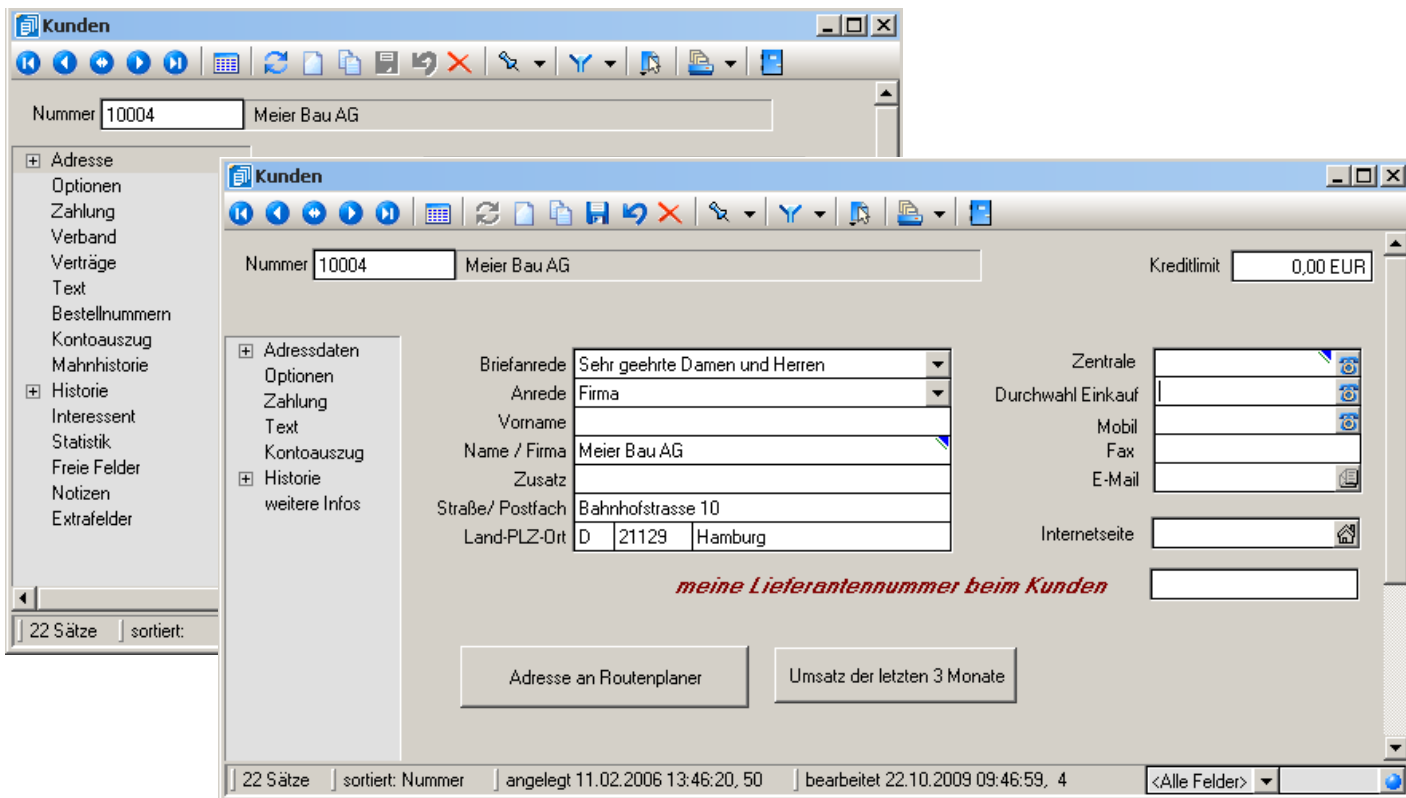 Kunden
Nummer 10004 Meier Bau AG
Adresse
Optionen
Zahlung
Verband
Verträge
Text
Bestellnummern
Kontoauszug
Mahnhistorie
Historie
Interessent
Statistik
Freie Felder
Notizen
Extrafelder
22 Sätze sortiert:
Kunden
Nummer 10004 Meier Bau AG Kreditlimit 0,00 EUR
Adressdaten
Optionen
Zahlung
Text
Kontoauszug
Historie
weitere Infos
Briefanrede Sehr geehrte Damen und Herren
Anrede Firma
Vorname
Name / Firma Meier Bau AG
Zusatz
Straße/ Postfach Bahnhofstrasse 10
Land-PLZ-Ort D 21129 Hamburg
Zentrale
Durchwahl Einkauf
Mobil
Fax
E-Mail
Internetseite
meine Lieferantennummer beim Kunden
Adresse an Routenplaner Umsatz der letzten 3 Monate
22 Sätze sortiert: Nummer angelegt 11.02.2006 13:46:20, 50 bearbeitet 22.10.2009 09:46:59, 4 <Alle Felder>